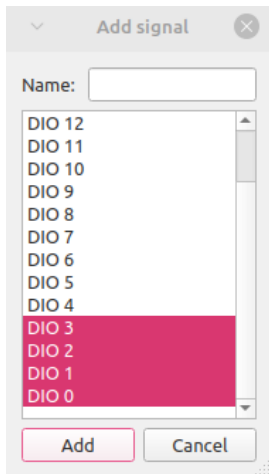 Add signal
Name:
DIO 12
DIO 11
DIO 10
DIO 9
DIO 8
DIO 7
DIO 6
DIO 5
DIO 4
DIO 3
DIO 2
DIO 1
DIO 0
Add Cancel